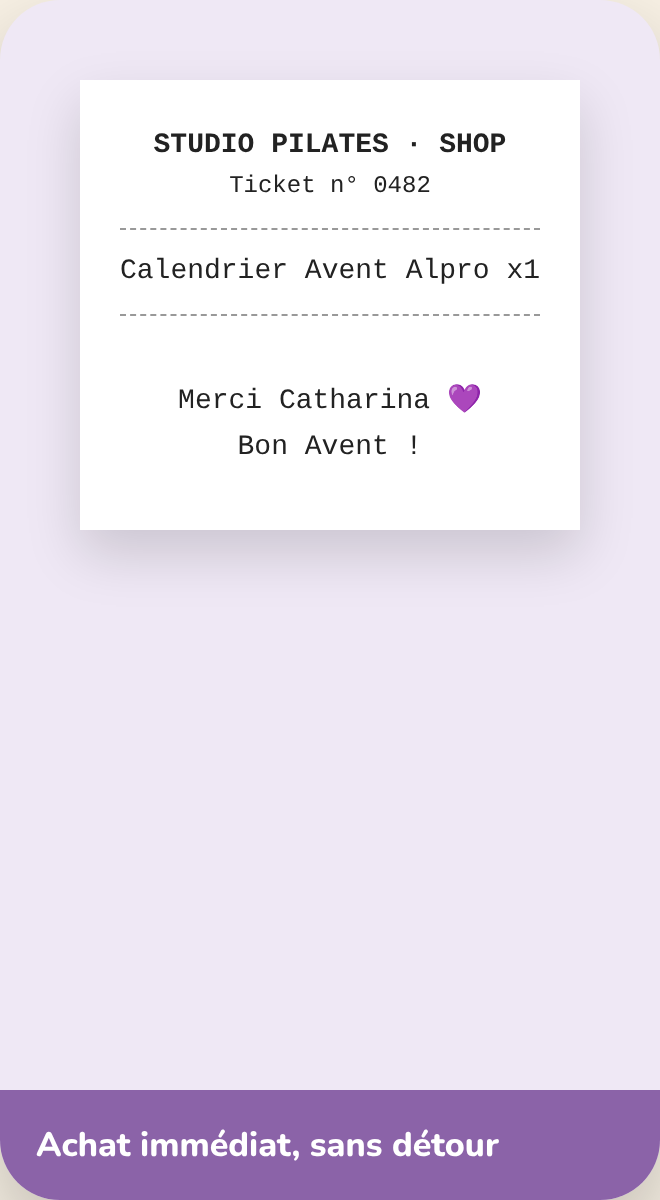 STUDIO PILATES · SHOP
Ticket n° 0482
Calendrier Avent Alpro x1
Merci Catharina 💜
Bon Avent !
Achat immédiat, sans détour